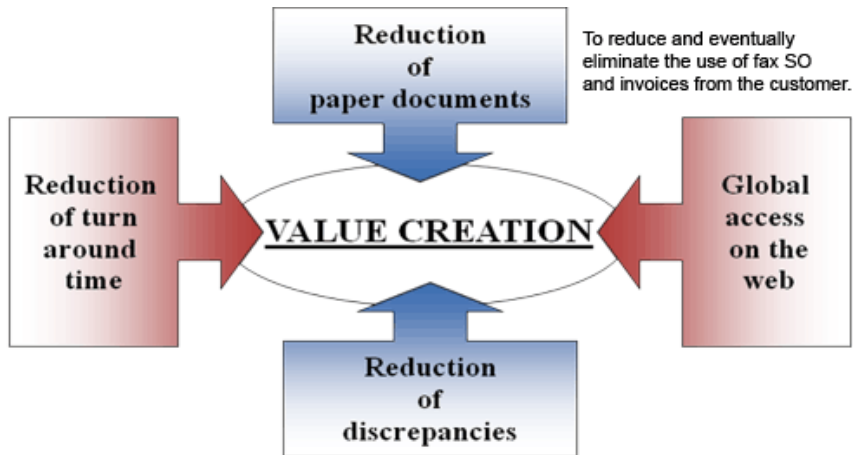 Reduction
of
paper documents
To reduce and eventually
eliminate the use of fax SO
and invoices from the customer.
Reduction
of turn
around
time
VALUE CREATION
Global
access
on the
web
Reduction
of
discrepancies